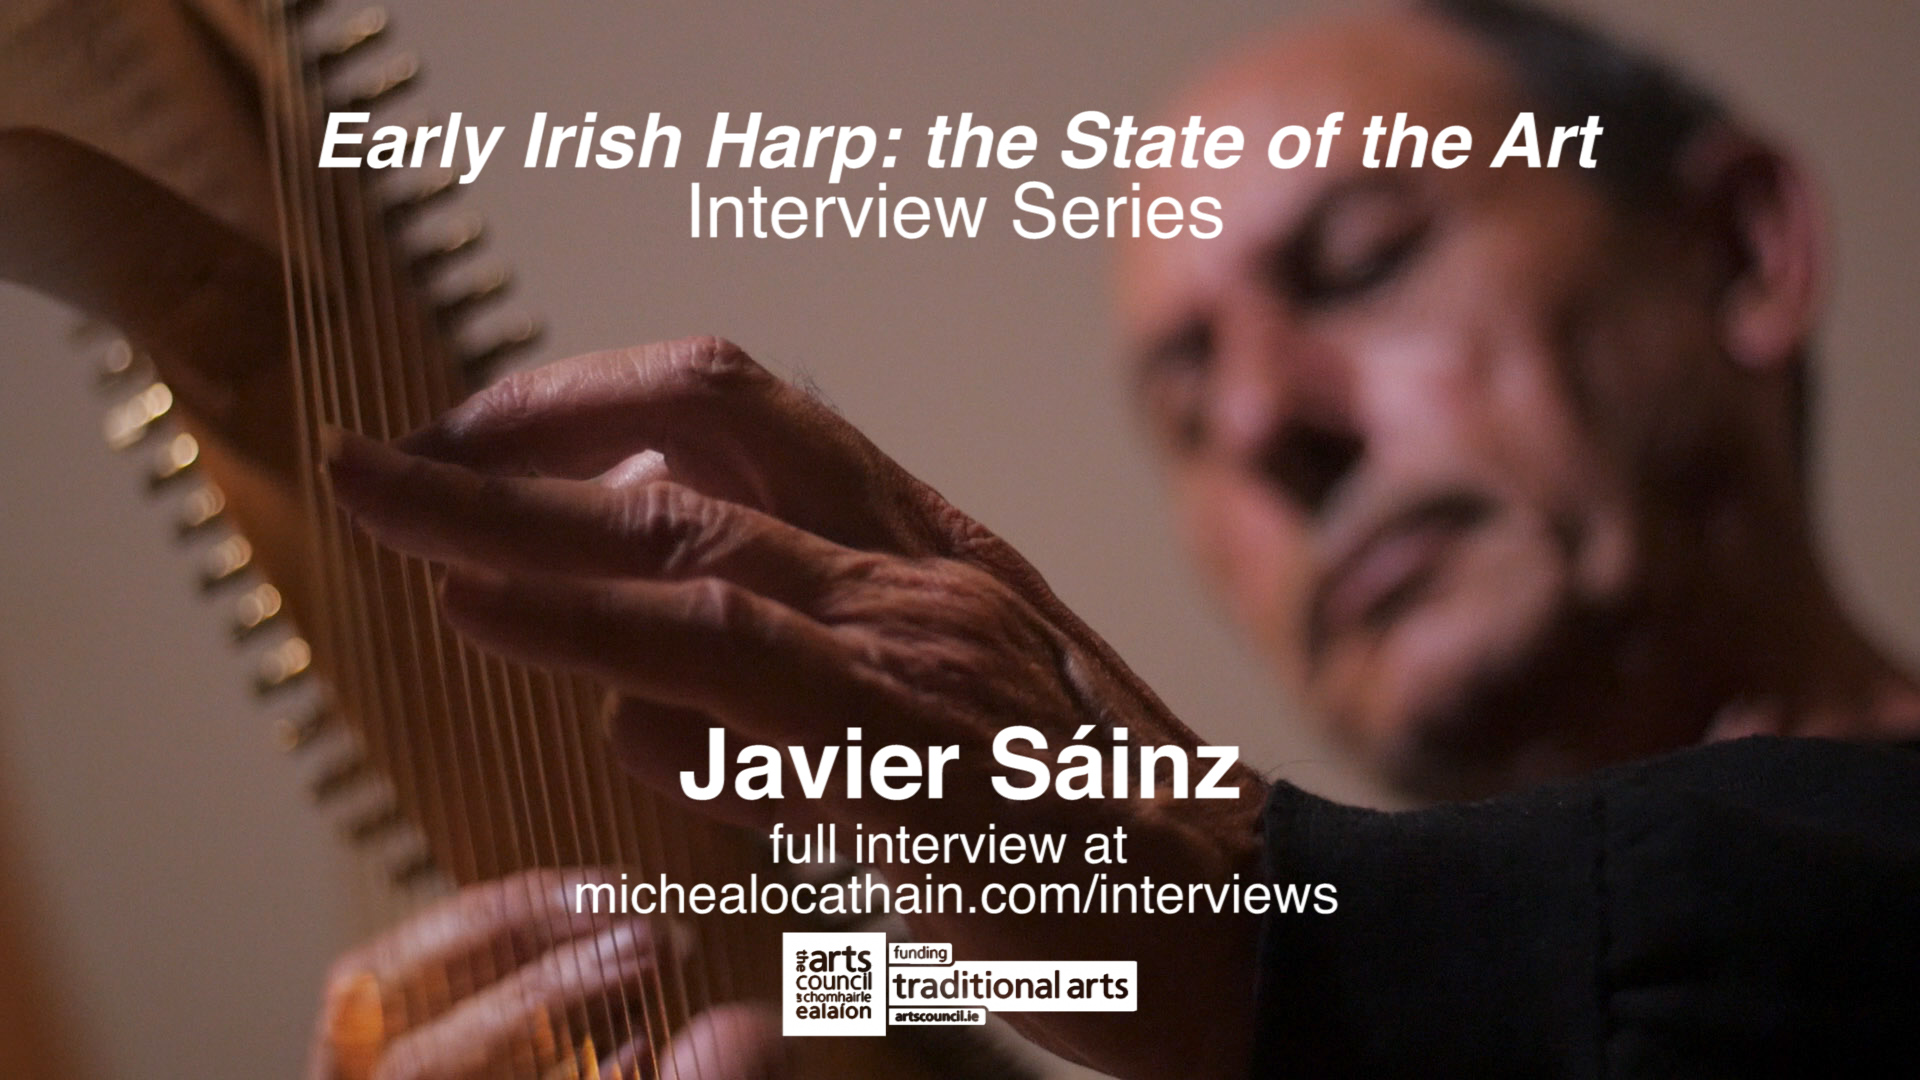 Early Irish Harp: the State of the Art
Interview Series
Javier Sáinz
full interview at
michealocathain.com/interviews
the arts
council
chomhairle
ealaíon
funding
traditional arts
artscouncil.ie